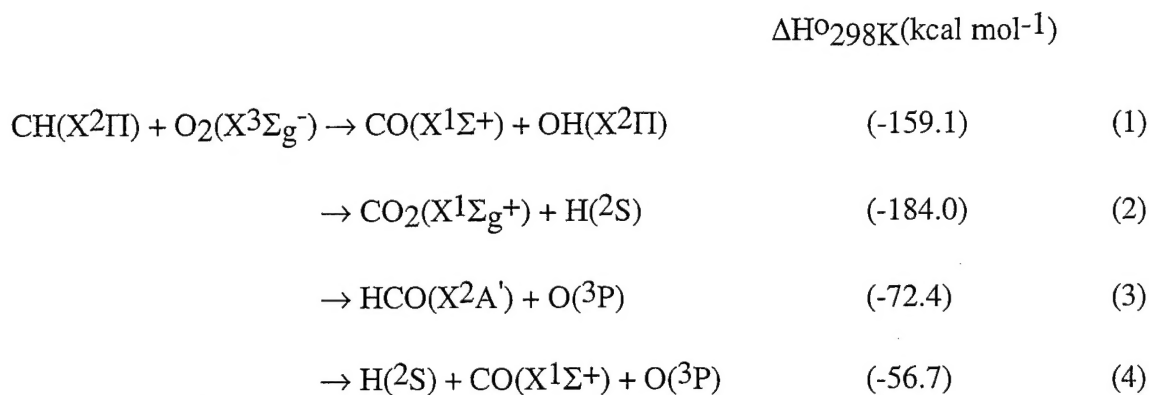 ΔHº298K(kcal mol-1)
CH(X2Π) + O2(X3Σg-) → CO(X1Σ+) + OH(X2Π) (-159.1) (1)
→ CO2(X1Σg+) + H(2S) (-184.0) (2)
→ HCO(X2A') + O(3P) (-72.4) (3)
→ H(2S) + CO(X1Σ+) + O(3P) (-56.7) (4)